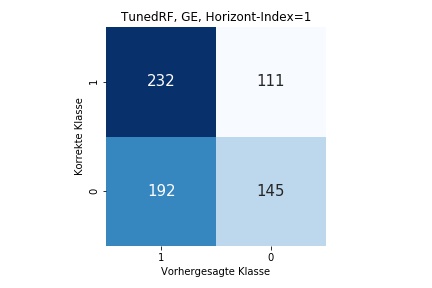 TunedRF, GE, Horizont-Index=1
Korrekte Klasse
1
232
111
0
192
145
1
0
Vorhergesagte Klasse